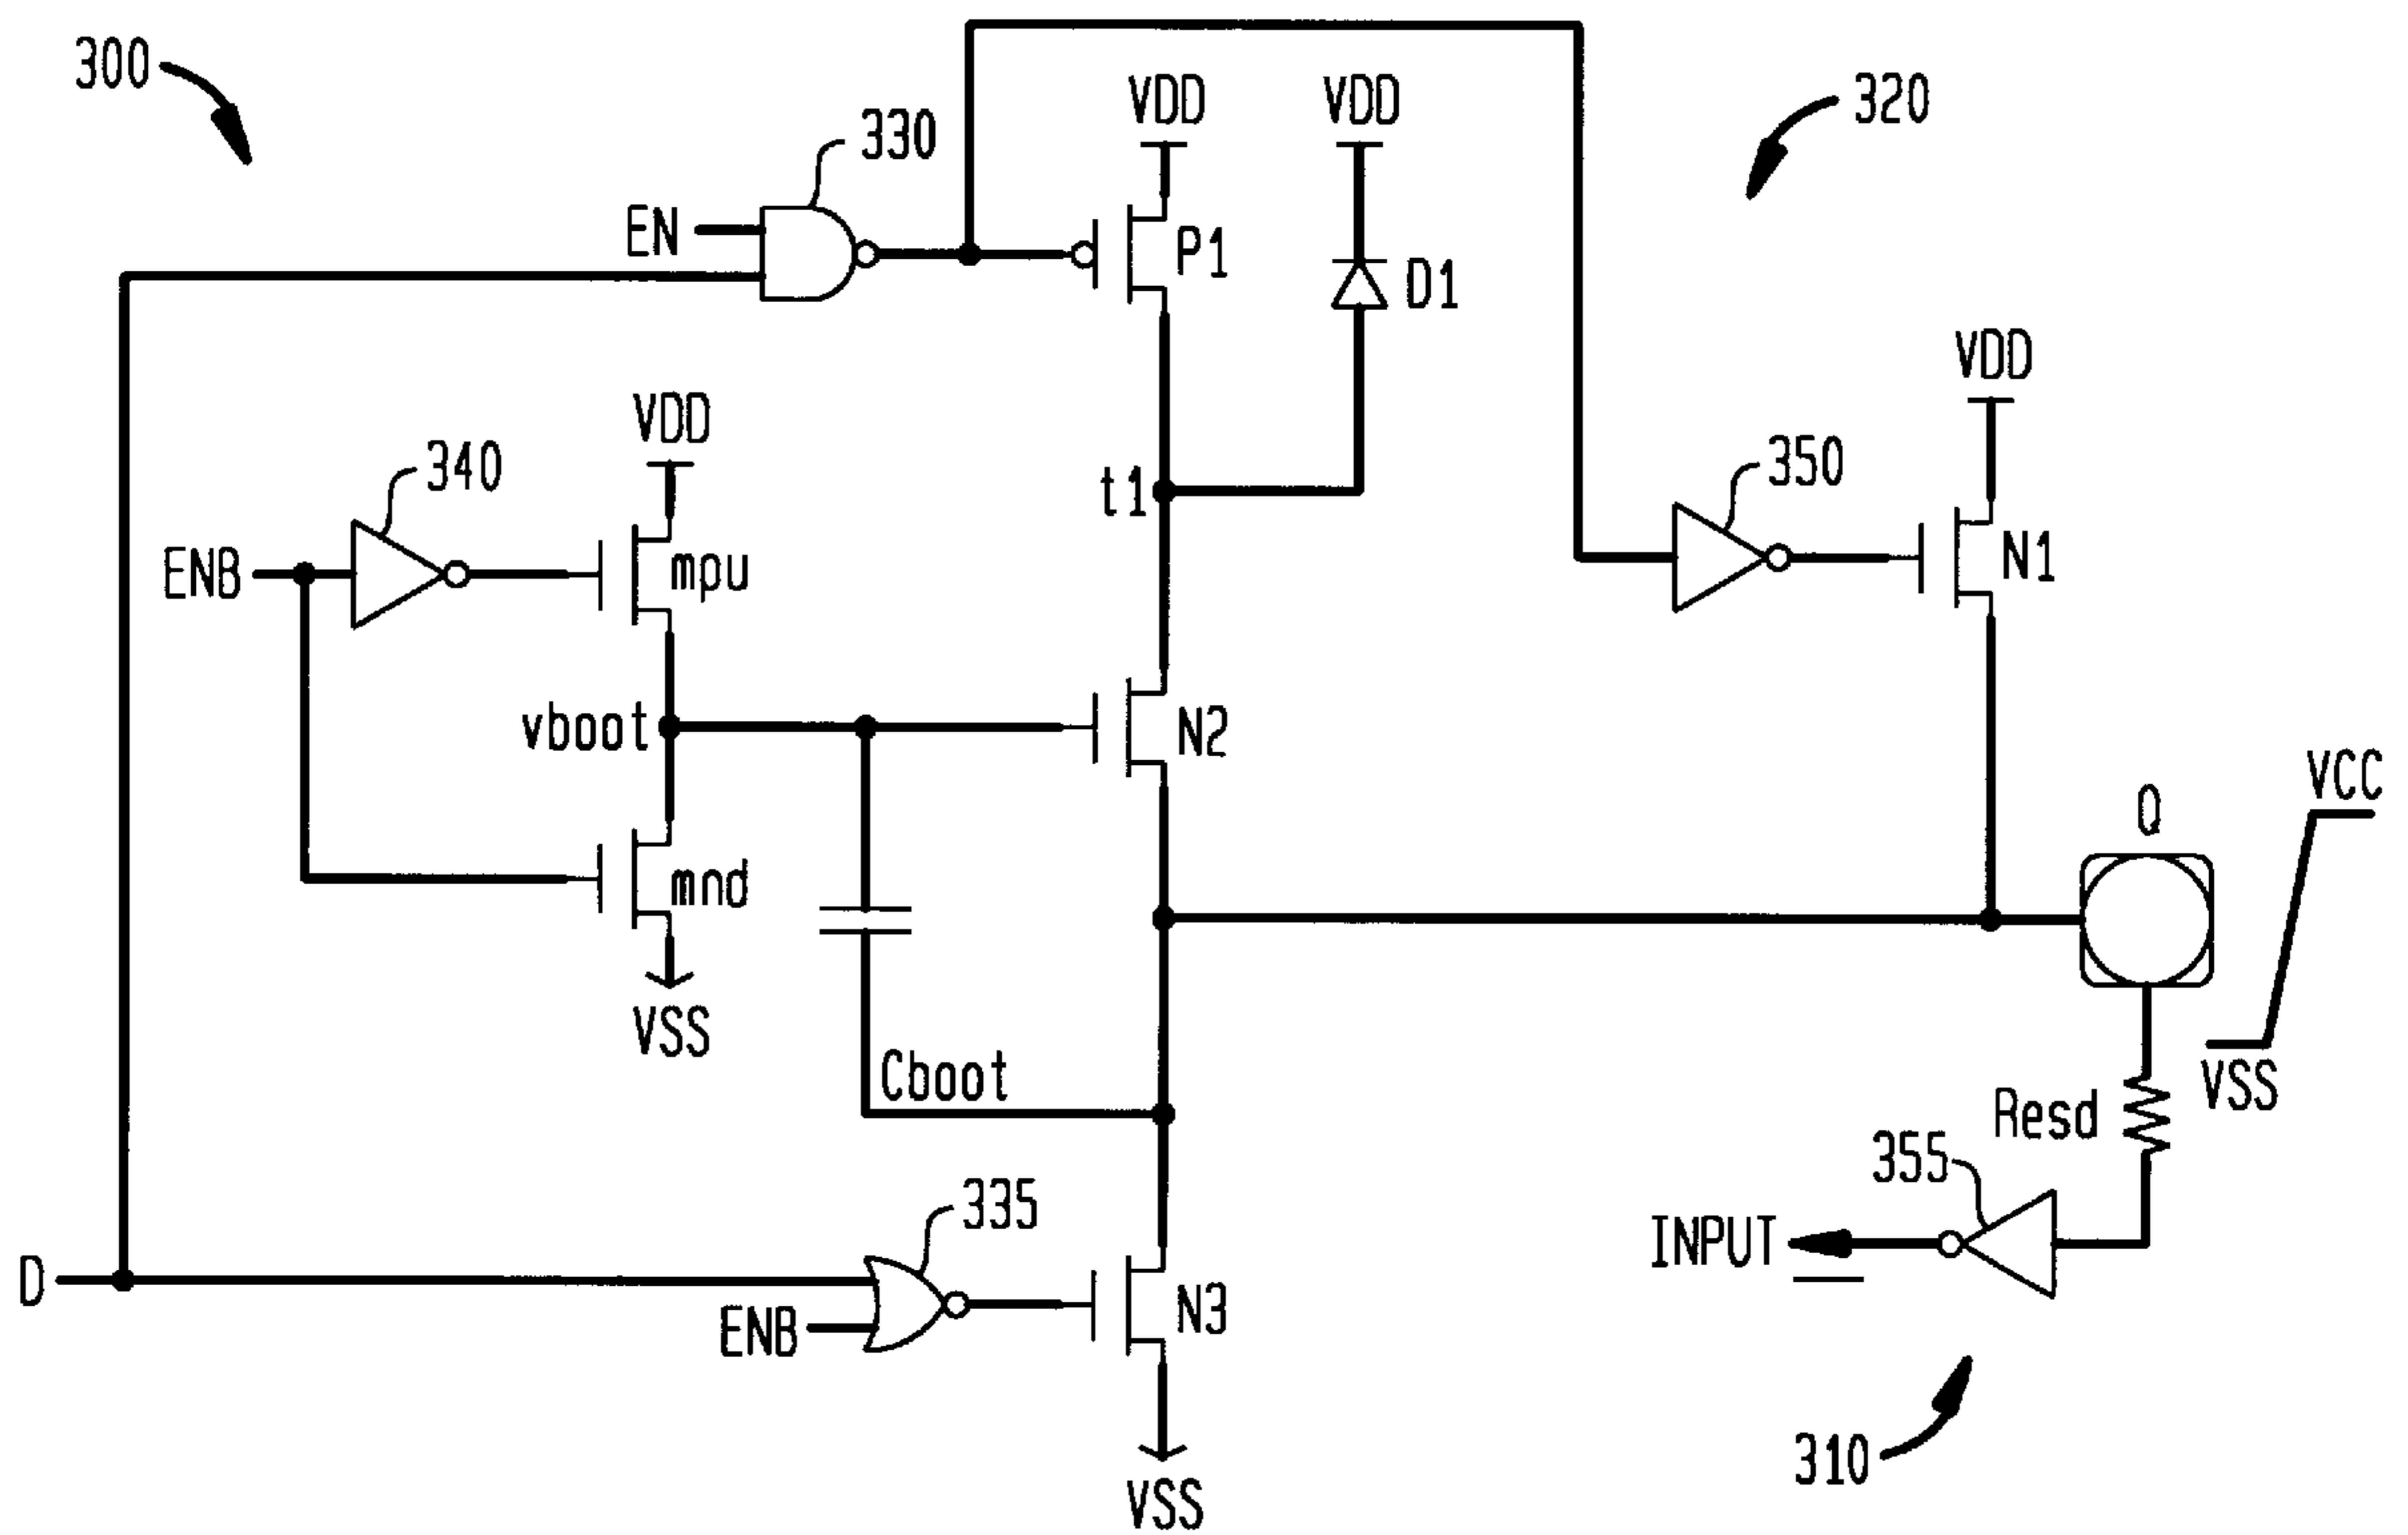 300
330
VDD
VDD
320
EN
P1
D1
VDD
VDD
340
350
t1
ENB
mpu
N1
vboot
N2
VCC
Q
mnd
VSS
Cboot
Resd
VSS
335
355
INPUT
D
ENB
N3
310
VSS